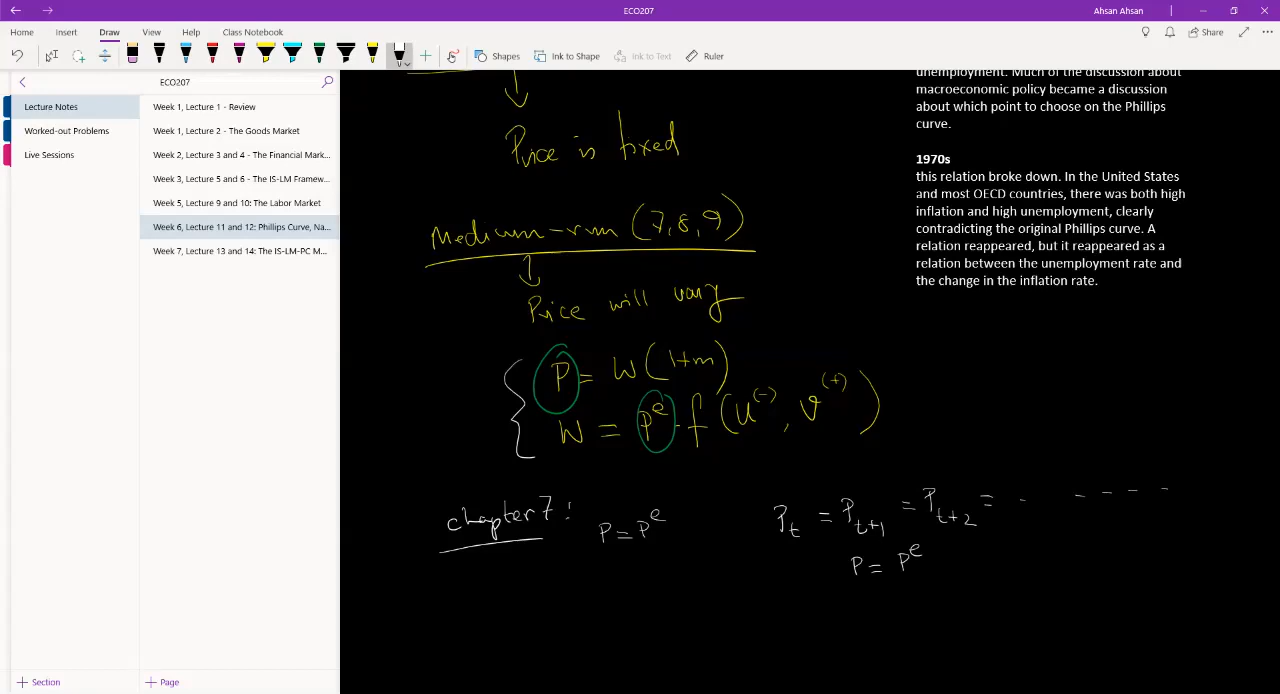 ECO207
Ahsan Ahsan
Home Insert Draw View Help Class Notebook
Share
Shapes Ink to Shape Ink to Text Ruler
ECO207
Lecture Notes
Worked-out Problems
Live Sessions
Week 1, Lecture 1 - Review
Week 1, Lecture 2 - The Goods Market
Week 2, Lecture 3 and 4 - The Financial Mark...
Week 3, Lecture 5 and 6 - The IS-LM Framew...
Week 5, Lecture 9 and 10: The Labor Market
Week 6, Lecture 11 and 12: Phillips Curve, Na...
Week 7, Lecture 13 and 14: The IS-LM-PC M...
+ Section
+ Page
Price is fixed
Medium-run (7,8,9)
Price will vary
P = W(1+m)
W = P^e · f(u^(-), v^(+))
chapter 7: P = P^e
P_t = P_t+1 = P_t+2 = - - - - -
P = P^e
unemployment. Much of the discussion about
macroeconomic policy became a discussion
about which point to choose on the Phillips
curve.
1970s
this relation broke down. In the United States
and most OECD countries, there was both high
inflation and high unemployment, clearly
contradicting the original Phillips curve. A
relation reappeared, but it reappeared as a
relation between the unemployment rate and
the change in the inflation rate.